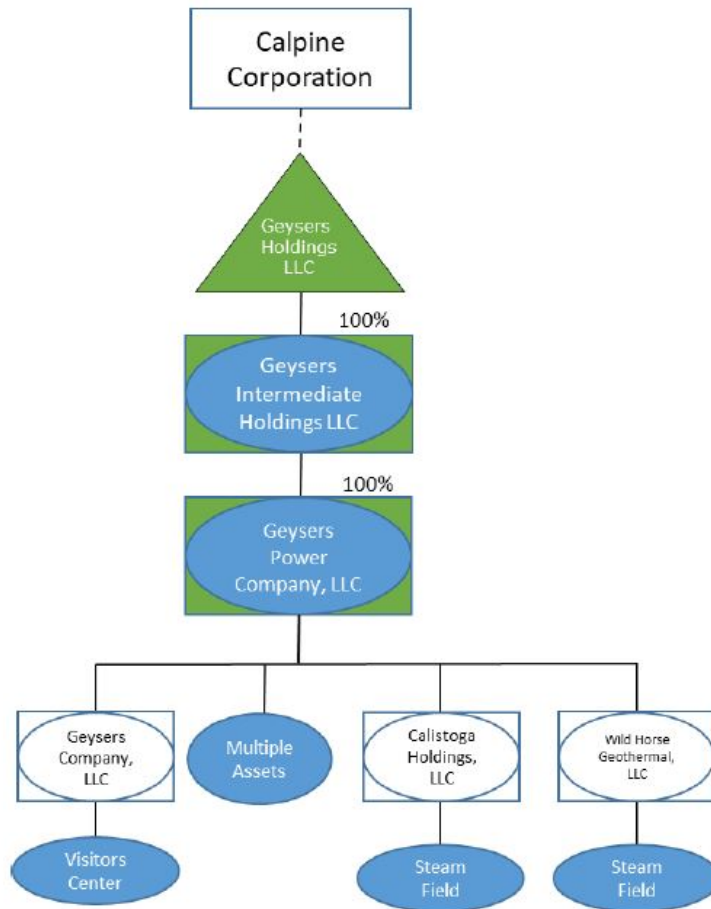 Calpine
Corporation
Geysers
Holdings
LLC
100%
Geysers
Intermediate
Holdings LLC
100%
Geysers
Power
Company, LLC
Geysers
Company,
LLC
Multiple
Assets
Calistoga
Holdings,
LLC
Wild Horse
Geothermal,
LLC
Visitors
Center
Steam
Field
Steam
Field